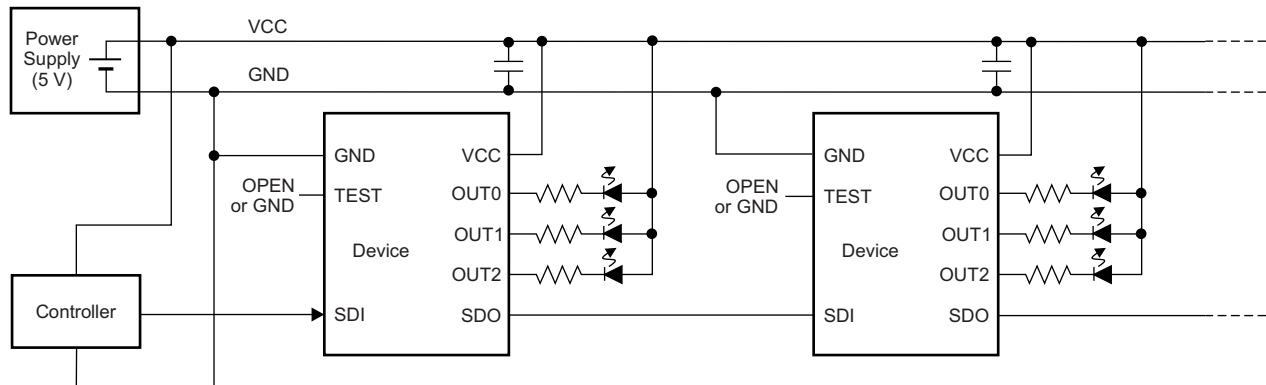 Power
Supply
(5 V)
VCC
GND
GND
TEST
OPEN
or GND
Device
SDI
VCC
OUT0
OUT1
OUT2
SDO
GND
TEST
OPEN
or GND
Device
SDI
VCC
OUT0
OUT1
OUT2
SDO
Controller